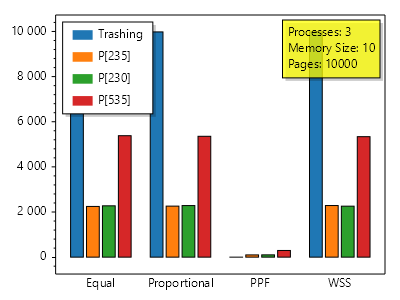 10 000
8 000
6 000
4 000
2 000
0
Trashing
P[235]
P[230]
P[535]
Processes: 3
Memory Size: 10
Pages: 10000
Equal
Proportional
PPF
WSS